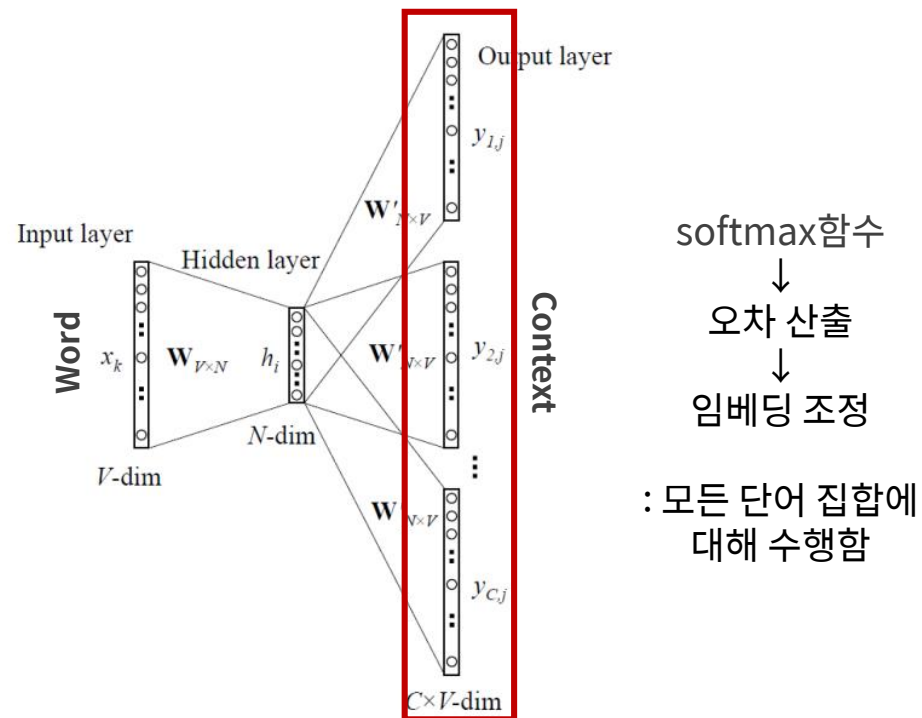 Output layer
y1,j
W'N×V
Input layer
Hidden layer
Word
xk
WV×N
hi
W'N×V
y2,j
Context
N-dim
V-dim
W'N×V
yC,j
C×V-dim
softmax함수
↓
오차 산출
↓
임베딩 조정
: 모든 단어 집합에
대해 수행함